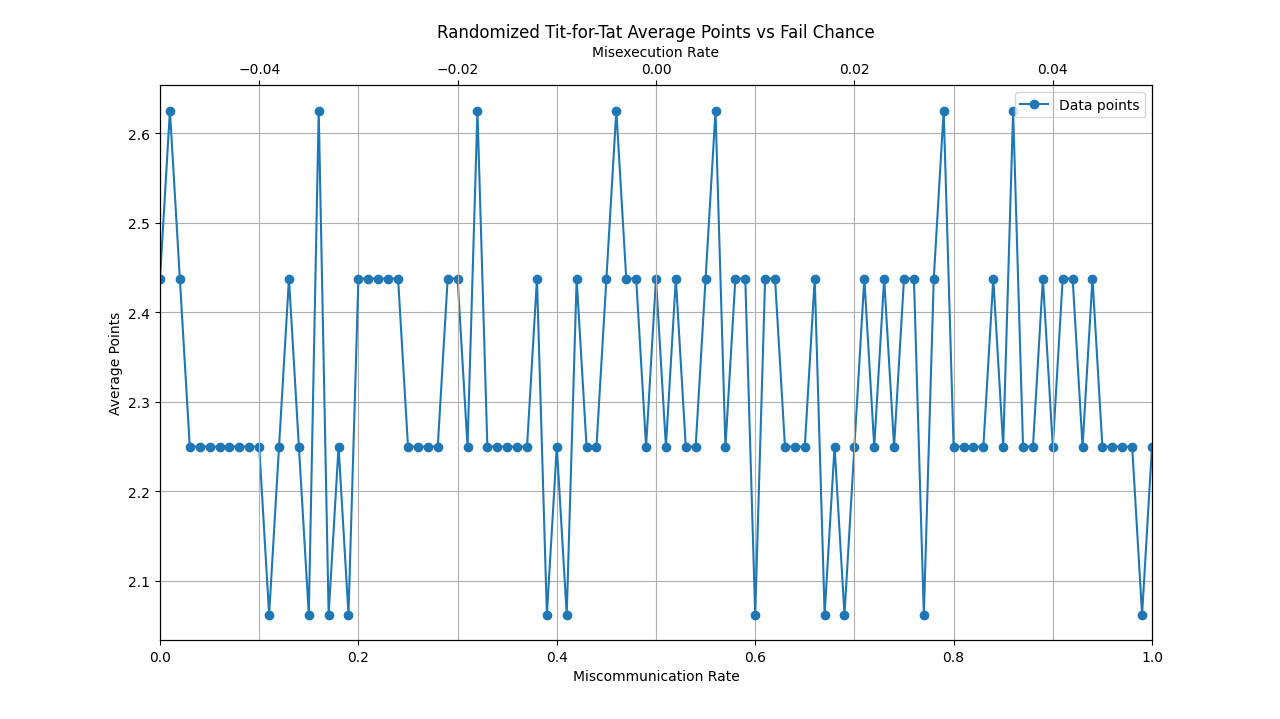 Randomized Tit-for-Tat Average Points vs Fail Chance
Misexecution Rate
−0.04 −0.02 0.00 0.02 0.04
Data points
2.6
2.5
2.4
2.3
2.2
2.1
Average Points
0.0 0.2 0.4 0.6 0.8 1.0
Miscommunication Rate